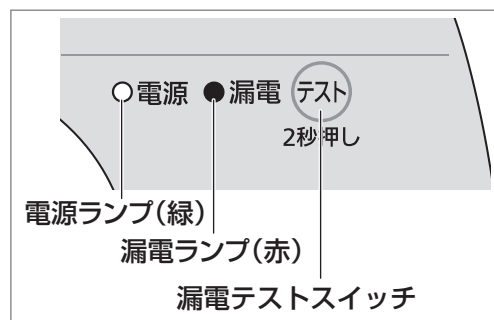 電源 漏電 テスト
2秒押し
電源ランプ(緑)
漏電ランプ(赤)
漏電テストスイッチ